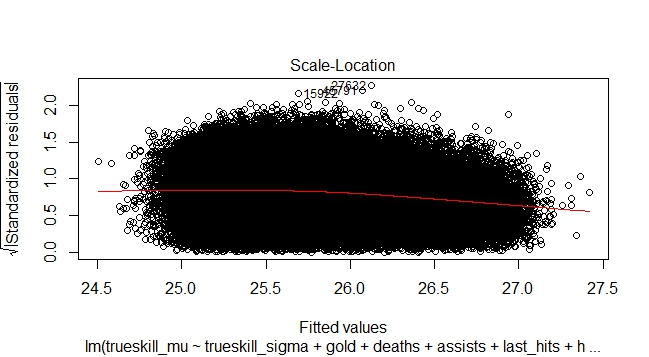 Scale-Location
27632
15922
√|Standardized residuals|
0.0 0.5 1.0 1.5 2.0
24.5 25.0 25.5 26.0 26.5 27.0 27.5
Fitted values
lm(trueskill_mu ~ trueskill_sigma + gold + deaths + assists + last_hits + h ...